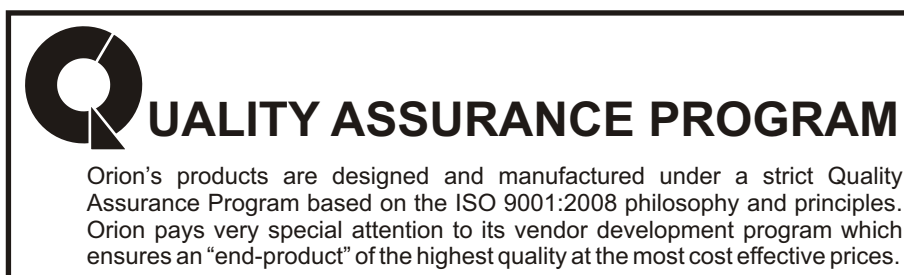 QUALITY ASSURANCE PROGRAM
Orion’s products are designed and manufactured under a strict Quality
Assurance Program based on the ISO 9001:2008 philosophy and principles.
Orion pays very special attention to its vendor development program which
ensures an “end-product” of the highest quality at the most cost effective prices.